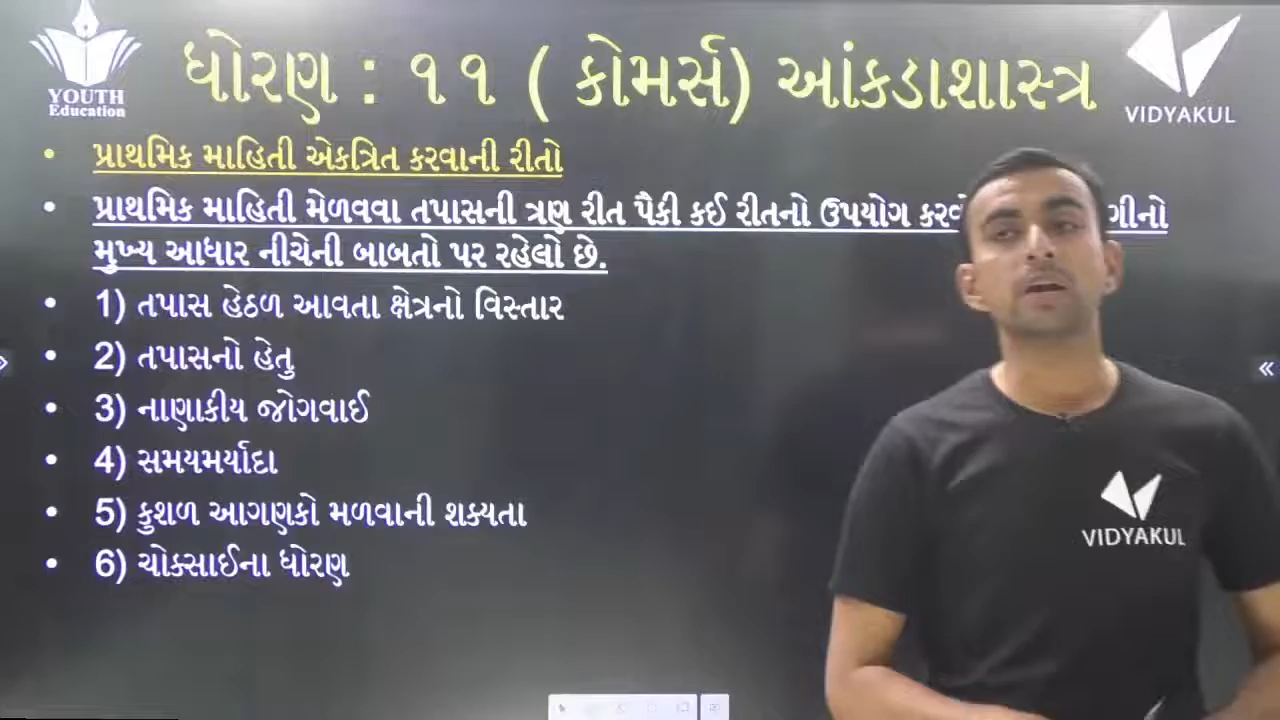 YOUTH
Education
ધોરણ : ૧૧ ( કોમર્સ) આંકડાશાસ્ત્ર
VIDYAKUL
• પ્રાથમિક માહિતી એકત્રિત કરવાની રીતો
• પ્રાથમિક માહિતી મેળવવા તપાસની ત્રણ રીત પૈકી કઈ રીતનો ઉપયોગ
મુખ્ય આધાર નીચેની બાબતો પર રહેલો છે.
• 1) તપાસ હેઠળ આવતા ક્ષેત્રનો વિસ્તાર
• 2) તપાસનો હેતુ
• 3) નાણાકીય જોગવાઈ
• 4) સમયમર્યાદા
• 5) કુશળ આગણકો મળવાની શક્યતા
• 6) ચોક્સાઈના ધોરણ
VIDYAKUL